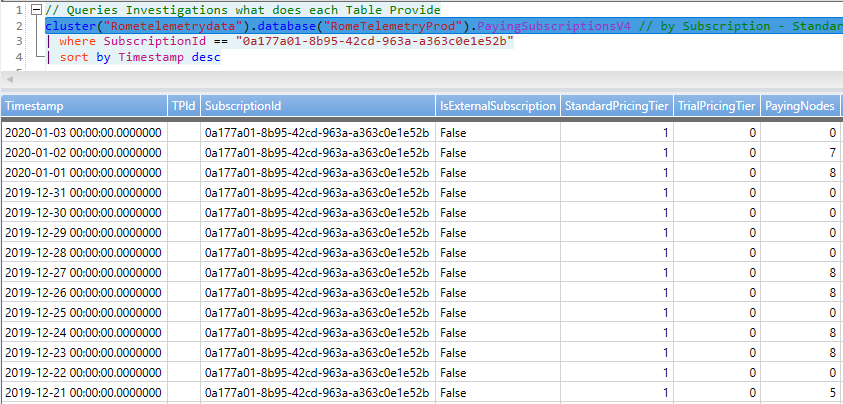 1 // Queries Investigations what does each Table Provide
2 cluster("Rometelemetrydata").database("RomeTelemetryProd").PayingSubscriptionsV4 // by Subscription - Standar
3 | where SubscriptionId == "0a177a01-8b95-42cd-963a-a363c0e1e52b"
4 | sort by Timestamp desc
5
Timestamp TPId SubscriptionId IsExternalSubscription StandardPricingTier TrialPricingTier PayingNodes
2020-01-03 00:00:00.0000000 0a177a01-8b95-42cd-963a-a363c0e1e52b False 1 0 0
2020-01-02 00:00:00.0000000 0a177a01-8b95-42cd-963a-a363c0e1e52b False 1 0 7
2020-01-01 00:00:00.0000000 0a177a01-8b95-42cd-963a-a363c0e1e52b False 1 0 8
2019-12-31 00:00:00.0000000 0a177a01-8b95-42cd-963a-a363c0e1e52b False 1 0 0
2019-12-30 00:00:00.0000000 0a177a01-8b95-42cd-963a-a363c0e1e52b False 1 0 0
2019-12-29 00:00:00.0000000 0a177a01-8b95-42cd-963a-a363c0e1e52b False 1 0 0
2019-12-28 00:00:00.0000000 0a177a01-8b95-42cd-963a-a363c0e1e52b False 1 0 0
2019-12-27 00:00:00.0000000 0a177a01-8b95-42cd-963a-a363c0e1e52b False 1 0 8
2019-12-26 00:00:00.0000000 0a177a01-8b95-42cd-963a-a363c0e1e52b False 1 0 8
2019-12-25 00:00:00.0000000 0a177a01-8b95-42cd-963a-a363c0e1e52b False 1 0 0
2019-12-24 00:00:00.0000000 0a177a01-8b95-42cd-963a-a363c0e1e52b False 1 0 8
2019-12-23 00:00:00.0000000 0a177a01-8b95-42cd-963a-a363c0e1e52b False 1 0 8
2019-12-22 00:00:00.0000000 0a177a01-8b95-42cd-963a-a363c0e1e52b False 1 0 0
2019-12-21 00:00:00.0000000 0a177a01-8b95-42cd-963a-a363c0e1e52b False 1 0 5